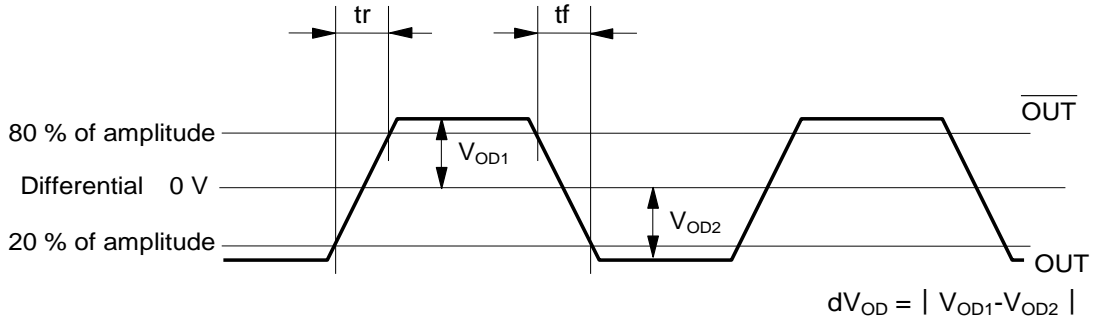 tr
tf
OUT
80 % of amplitude
VOD1
Differential 0 V
VOD2
20 % of amplitude
OUT
dVOD = | VOD1-VOD2 |